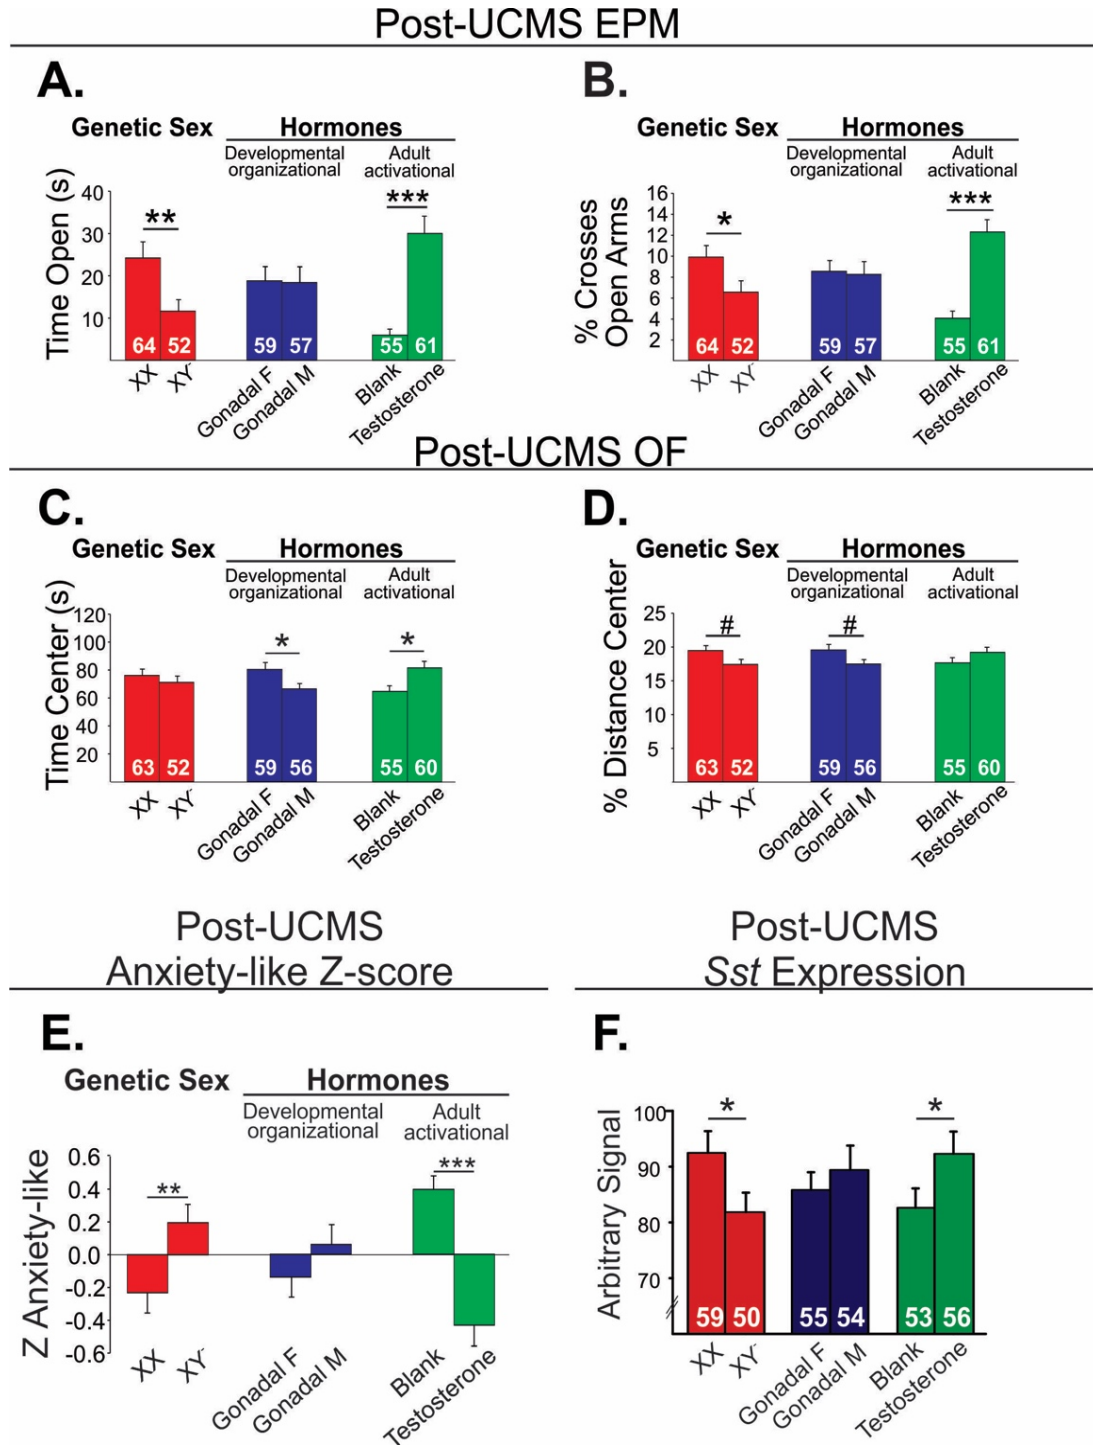 Post-UCMS EPM
A.
Genetic Sex
Hormones
Developmental
organizational
Adult
activational
Time Open (s)
40
30
20
10
**
***
64
52
59
57
55
61
XX
XY-
Gonadal F
Gonadal M
Blank
Testosterone
B.
Genetic Sex
Hormones
Developmental
organizational
Adult
activational
% Crosses
Open Arms
16
14
12
10
8
6
4
2
*
***
64
52
59
57
55
61
XX
XY-
Gonadal F
Gonadal M
Blank
Testosterone
Post-UCMS OF
C.
Genetic Sex
Hormones
Developmental
organizational
Adult
activational
Time Center (s)
120
100
80
60
40
20
*
*
63
52
59
56
55
60
XX
XY-
Gonadal F
Gonadal M
Blank
Testosterone
D.
Genetic Sex
Hormones
Developmental
organizational
Adult
activational
% Distance Center
25
20
15
10
5
#
#
63
52
59
56
55
60
XX
XY-
Gonadal F
Gonadal M
Blank
Testosterone
Post-UCMS
Anxiety-like Z-score
E.
Genetic Sex
Hormones
Developmental
organizational
Adult
activational
Z Anxiety-like
0.6
0.4
0.2
0.0
-0.2
-0.4
-0.6
**
***
XX
XY-
Gonadal F
Gonadal M
Blank
Testosterone
Post-UCMS
Sst Expression
F.
Arbitrary Signal
100
90
80
70
*
*
59
50
55
54
53
56
XX
XY-
Gonadal F
Gonadal M
Blank
Testosterone